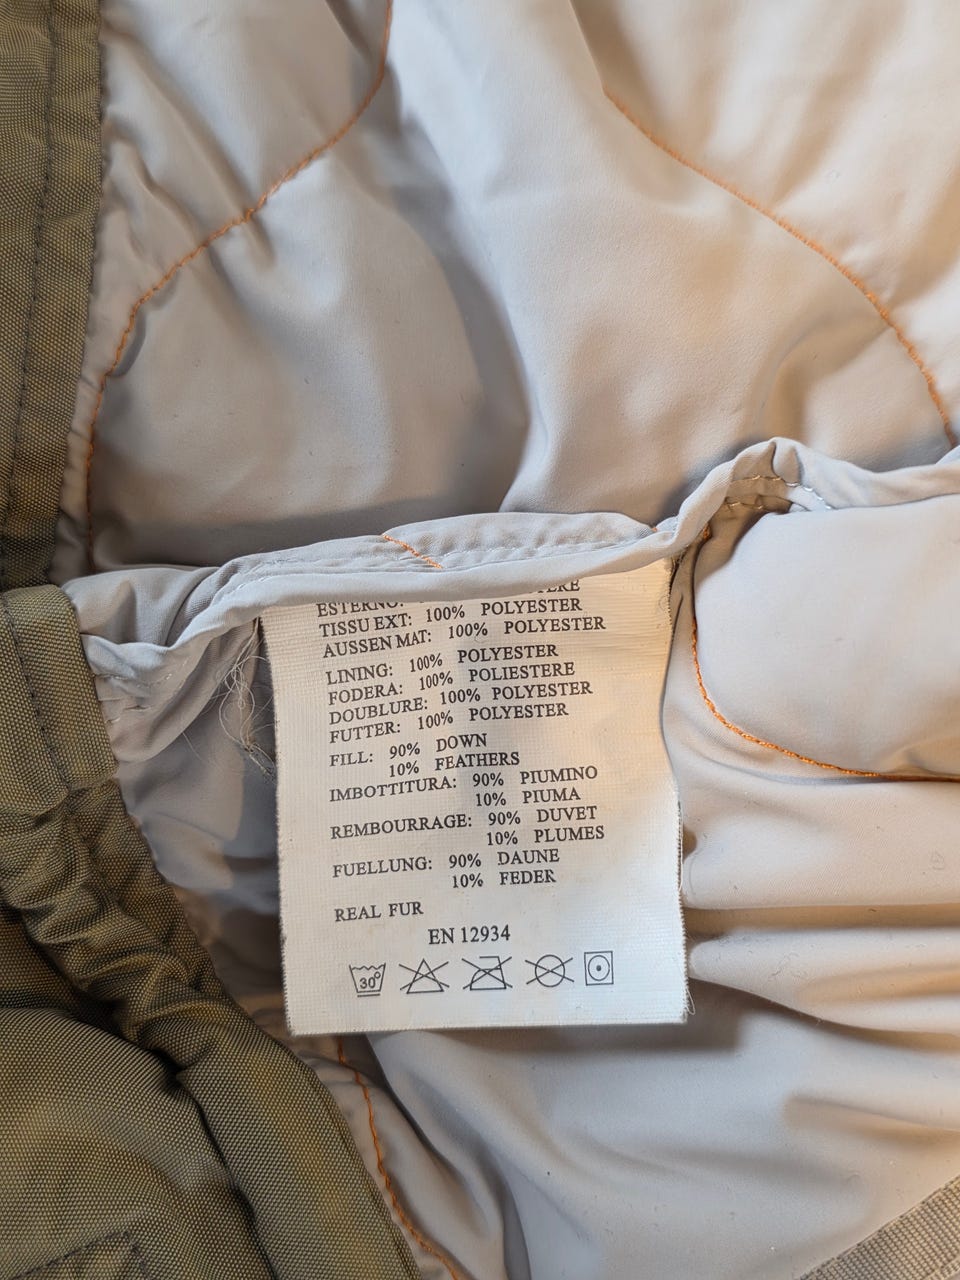 ESTERNO:
TISSU EXT: 100% POLYESTER
AUSSEN MAT: 100% POLYESTER
LINING: 100% POLYESTER
FODERA: 100% POLIESTERE
DOUBLURE: 100% POLYESTER
FUTTER: 100% POLYESTER
FILL: 90% DOWN
10% FEATHERS
IMBOTTITURA: 90% PIUMINO
10% PIUMA
REMBOURRAGE: 90% DUVET
10% PLUMES
FUELLUNG: 90% DAUNE
10% FEDER
REAL FUR
EN 12934
30°